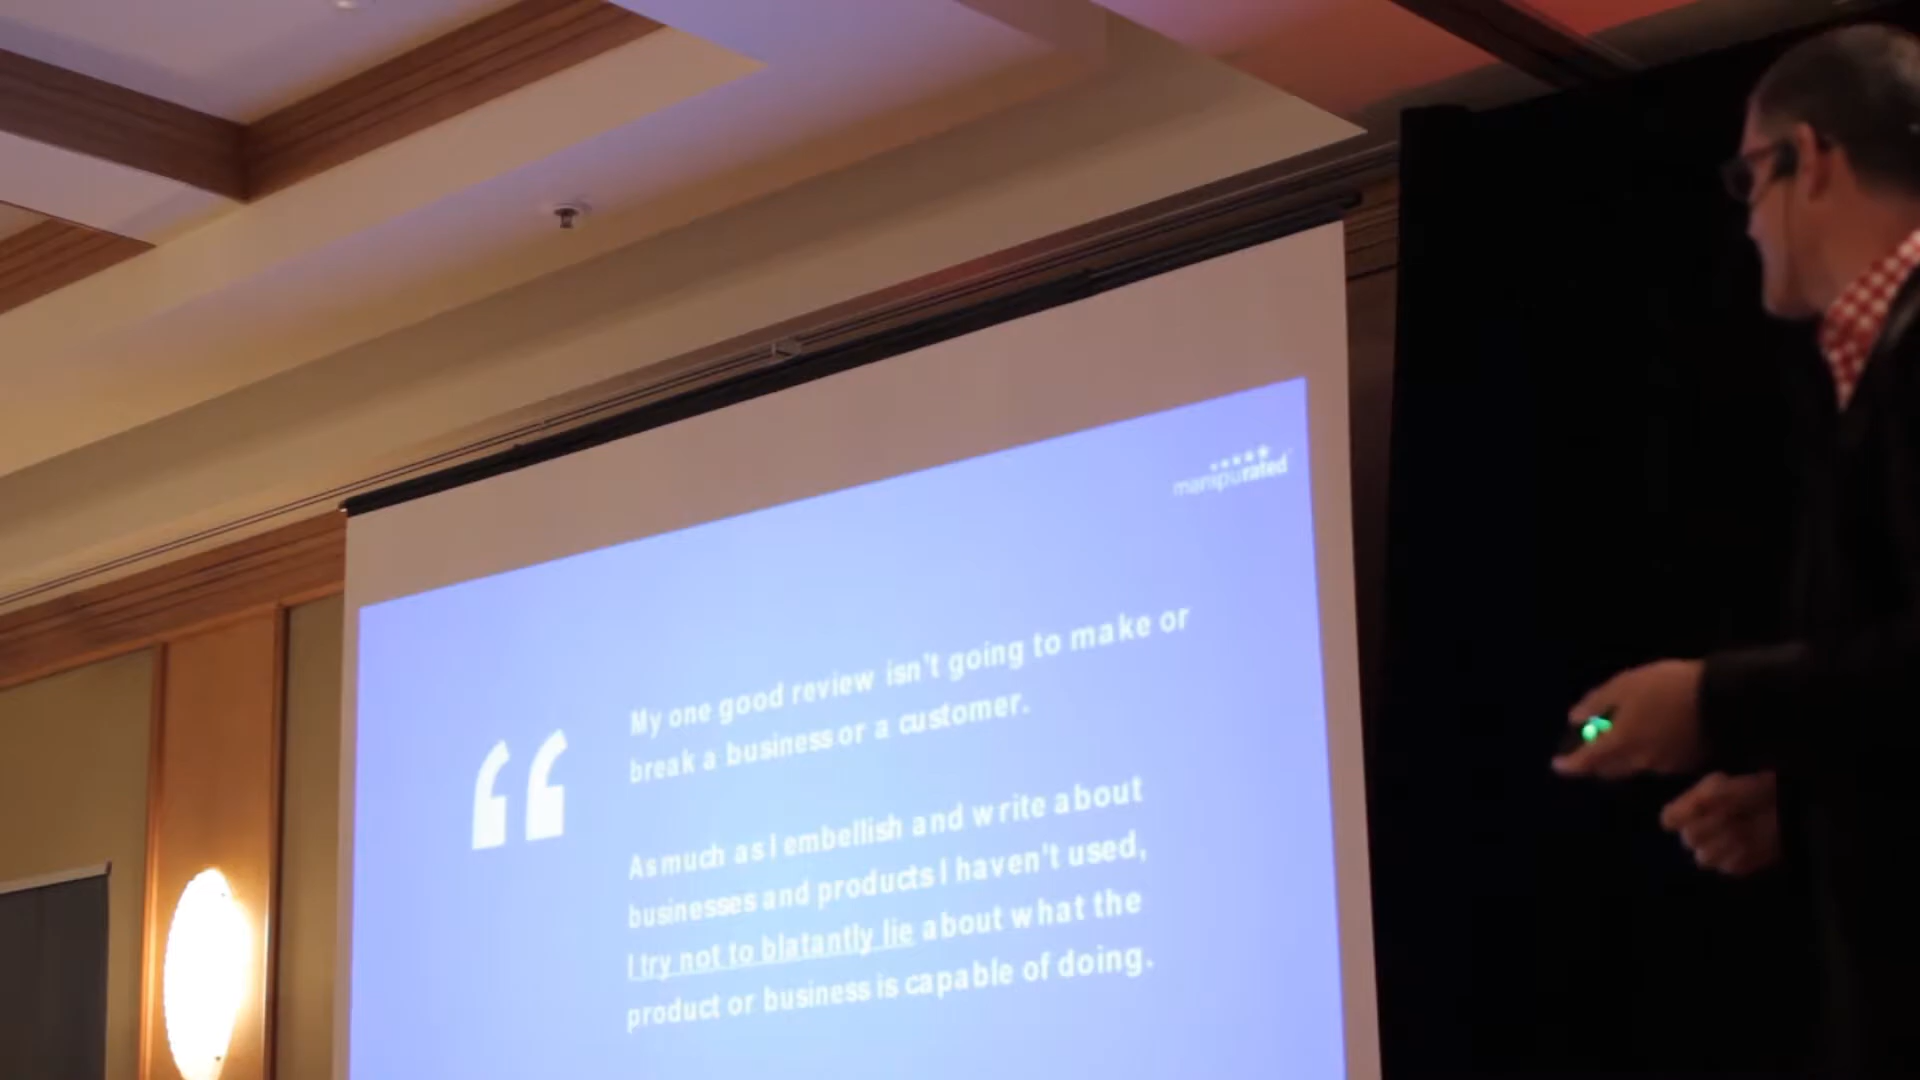 manipurated
My one good review isn't going to make or
break a business or a customer.
As much as I embellish and write about
businesses and products I haven't used,
I try not to blatantly lie about what the
product or business is capable of doing.